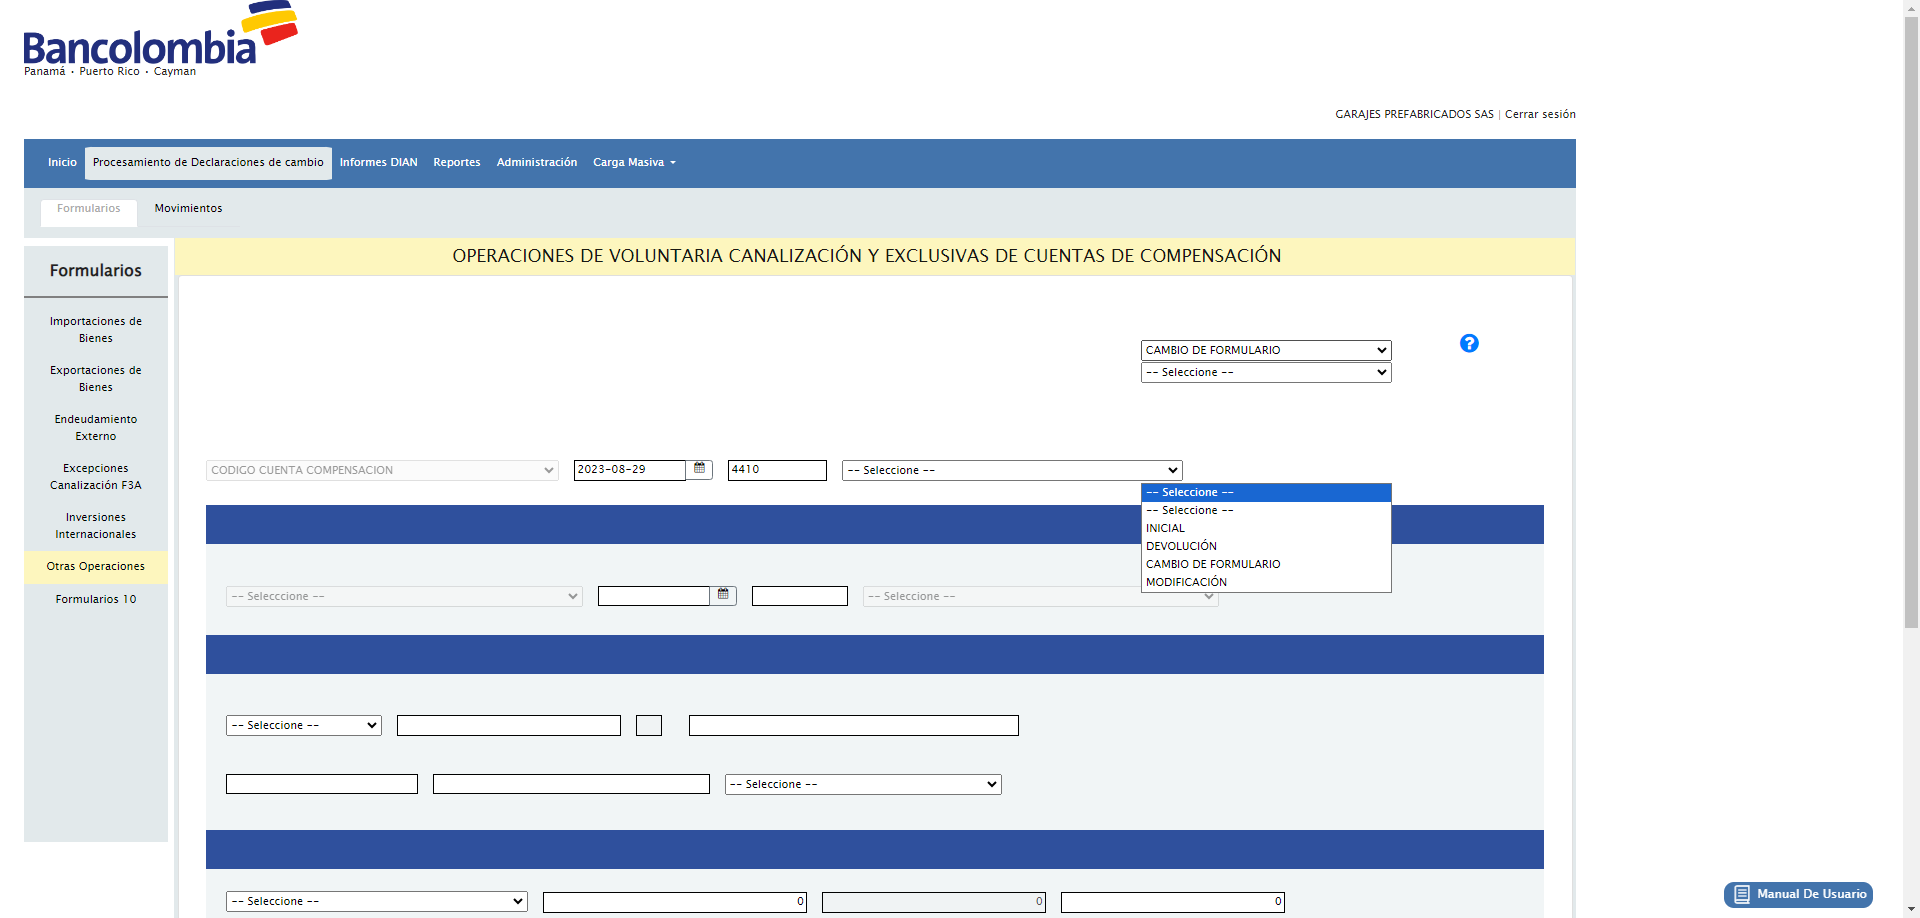 Bancolombia
Panamá • Puerto Rico • Cayman
GARAJES PREFABRICADOS SAS | Cerrar sesión
Inicio Procesamiento de Declaraciones de cambio Informes DIAN Reportes Administración Carga Masiva
Formularios Movimientos
OPERACIONES DE VOLUNTARIA CANALIZACIÓN Y EXCLUSIVAS DE CUENTAS DE COMPENSACIÓN
Formularios
Importaciones de
Bienes
Exportaciones de
Bienes
Endeudamiento
Externo
Excepciones
Canalización F3A
Inversiones
Internacionales
Otras Operaciones
Formularios 10
CAMBIO DE FORMULARIO
?
-- Seleccione --
CODIGO CUENTA COMPENSACION 2023-08-29 4410 -- Seleccione --
-- Seleccione --
-- Seleccione --
INICIAL
DEVOLUCIÓN
CAMBIO DE FORMULARIO
MODIFICACIÓN
-- Selecccione -- -- Seleccione --
-- Seleccione --
-- Seleccione --
-- Seleccione -- 0 0 0
Manual De Usuario